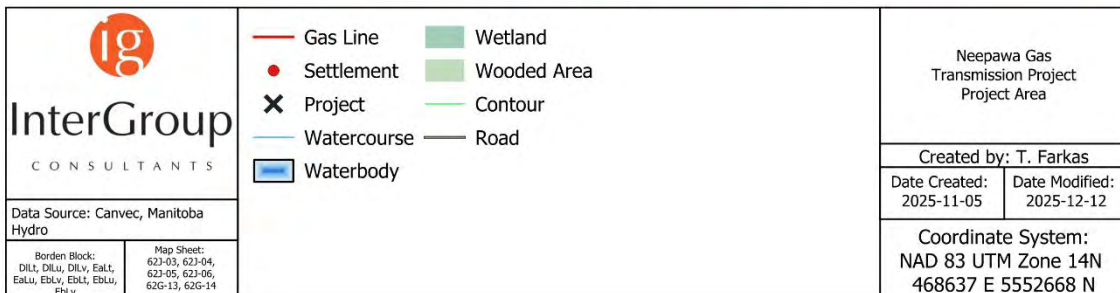 ig
InterGroup
CONSULTANTS
Data Source: Canvec, Manitoba
Hydro
Borden Block:
DlLt, DlLu, DlLv, EaLt,
EaLu, EbLv, EbLt, EbLu,
EbLv
Map Sheet:
62J-03, 62J-04,
62J-05, 62J-06,
62G-13, 62G-14
Gas Line
Settlement
Project
Watercourse
Waterbody
Wetland
Wooded Area
Contour
Road
Neepawa Gas
Transmission Project
Project Area
Created by: T. Farkas
Date Created:
2025-11-05
Date Modified:
2025-12-12
Coordinate System:
NAD 83 UTM Zone 14N
468637 E 5552668 N